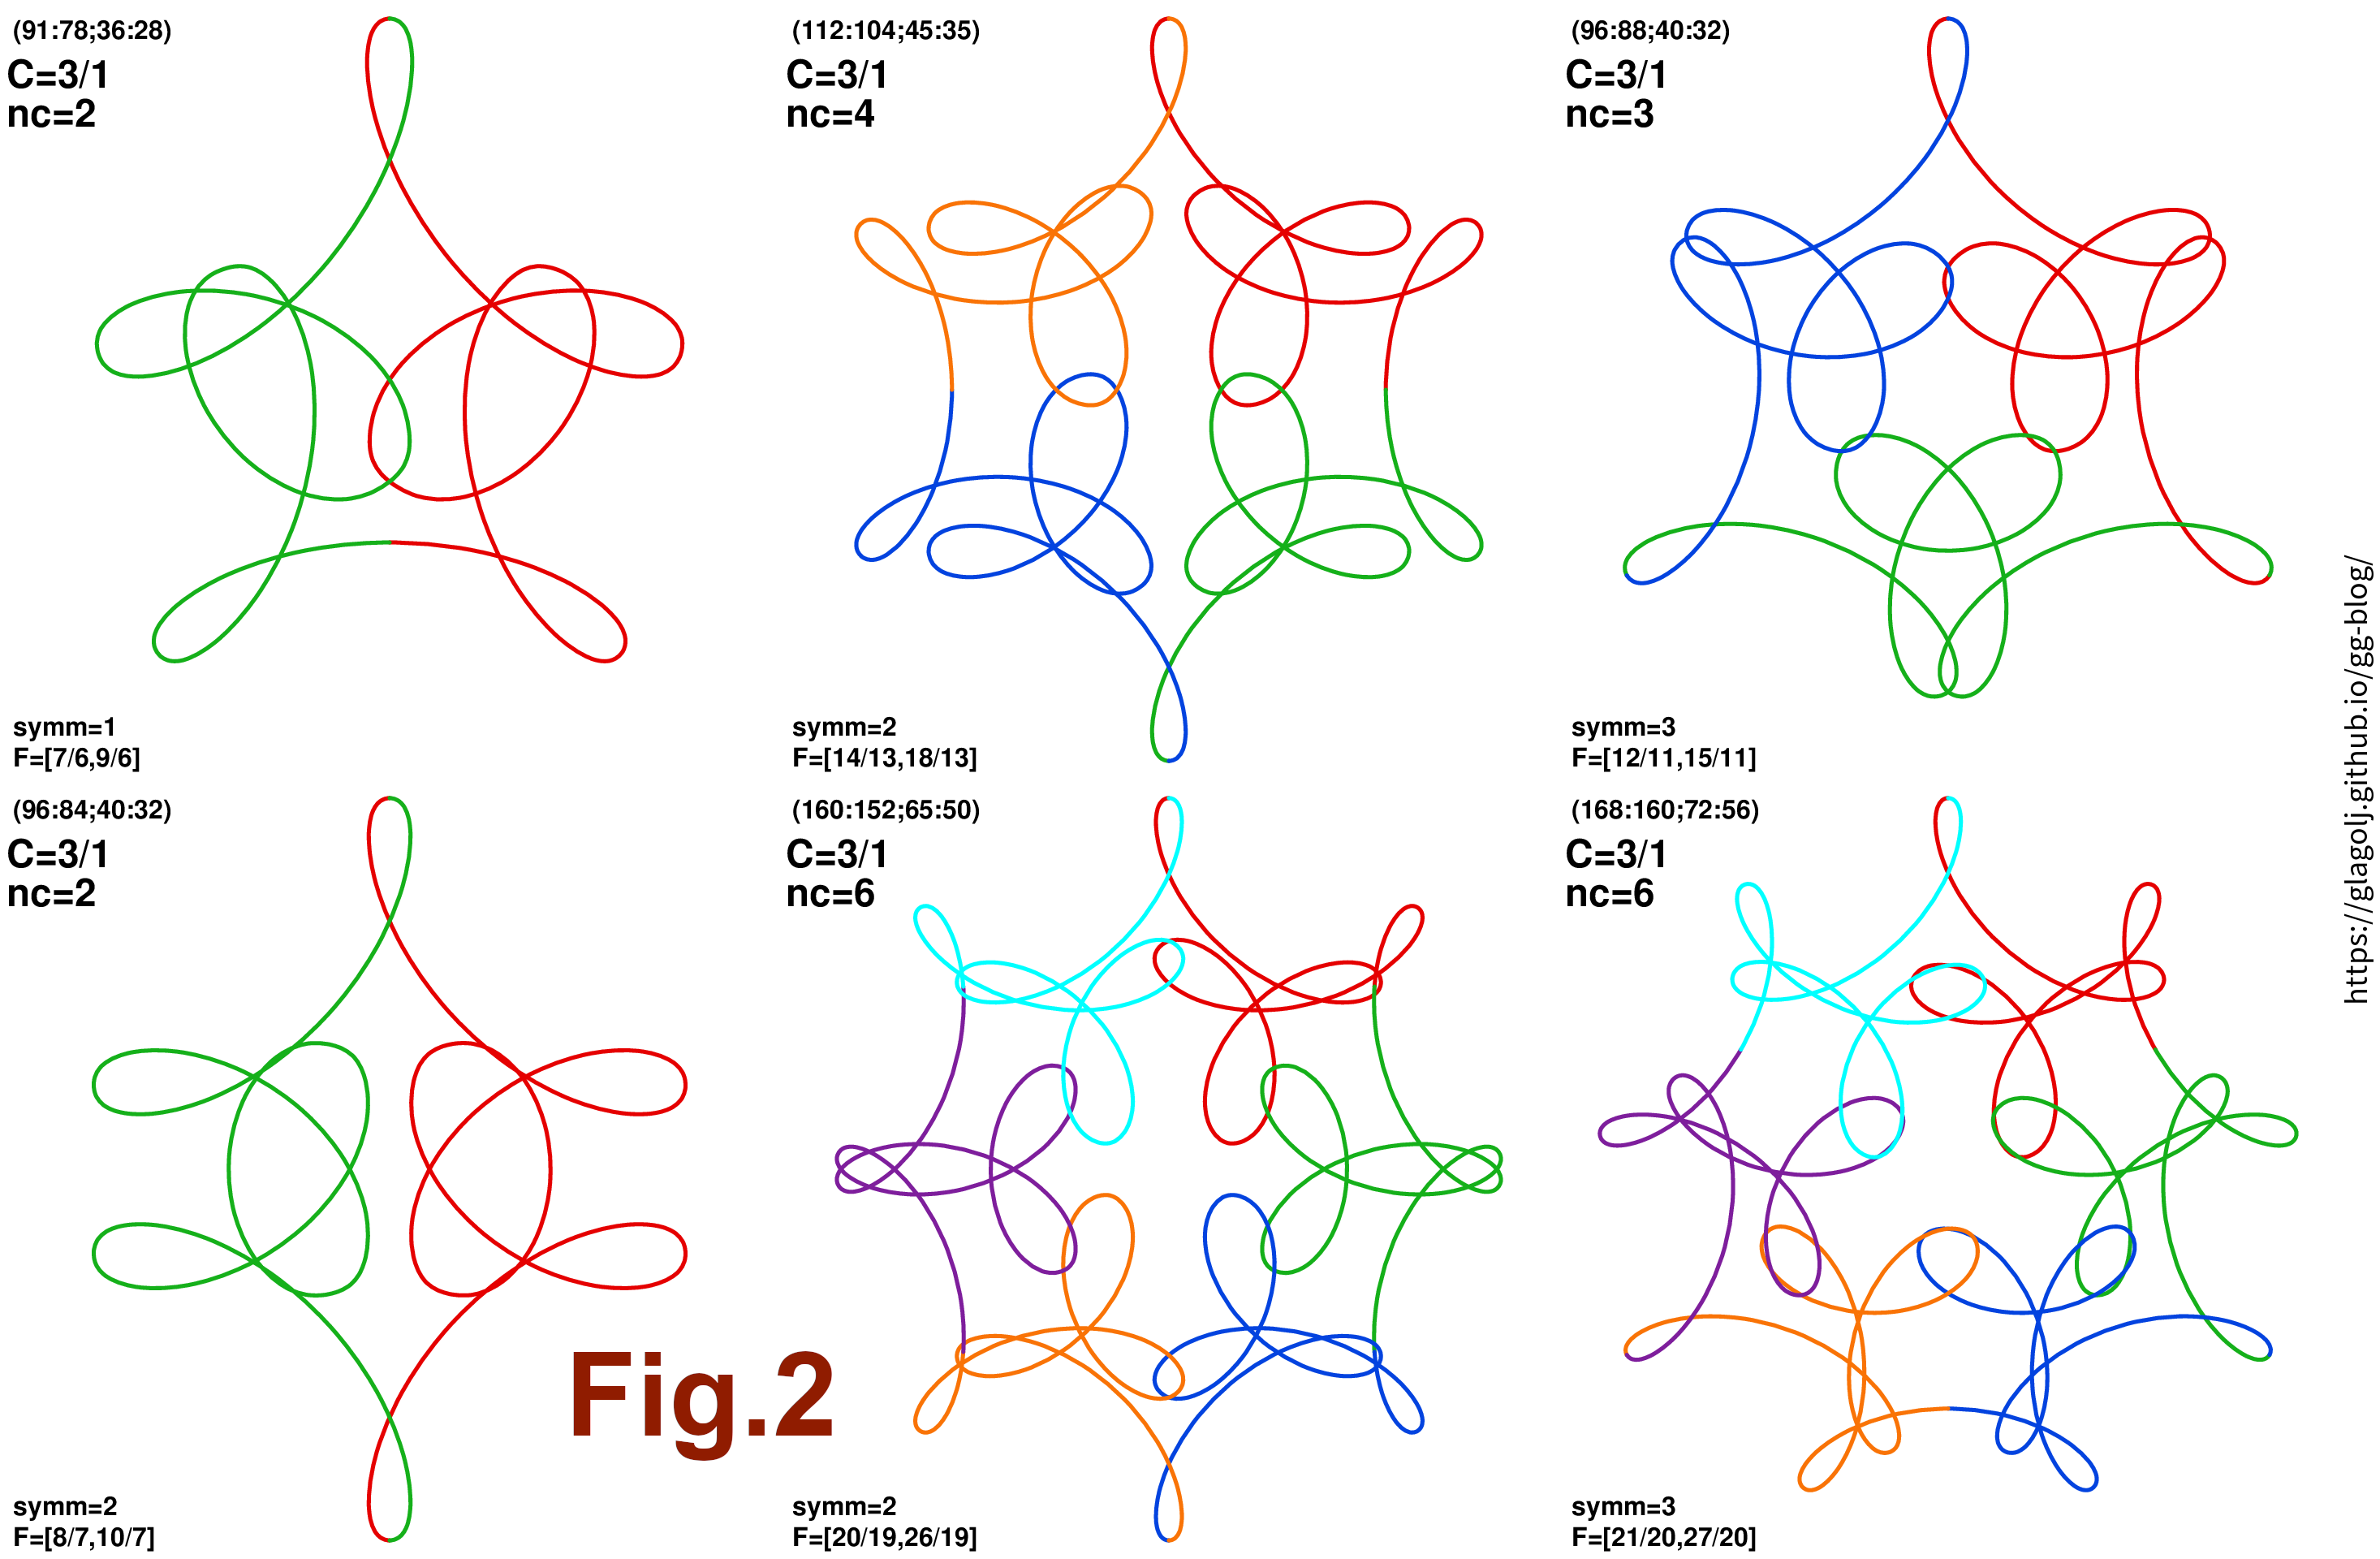 (91:78;36:28)
C=3/1
nc=2
symm=1
F=[7/6,9/6]
(112:104;45:35)
C=3/1
nc=4
symm=2
F=[14/13,18/13]
(96:88;40:32)
C=3/1
nc=3
symm=3
F=[12/11,15/11]
(96:84;40:32)
C=3/1
nc=2
symm=2
F=[8/7,10/7]
(160:152;65:50)
C=3/1
nc=6
symm=2
F=[20/19,26/19]
(168:160;72:56)
C=3/1
nc=6
symm=3
F=[21/20,27/20]
Fig.2
https://glagolj.github.io/gg-blog/